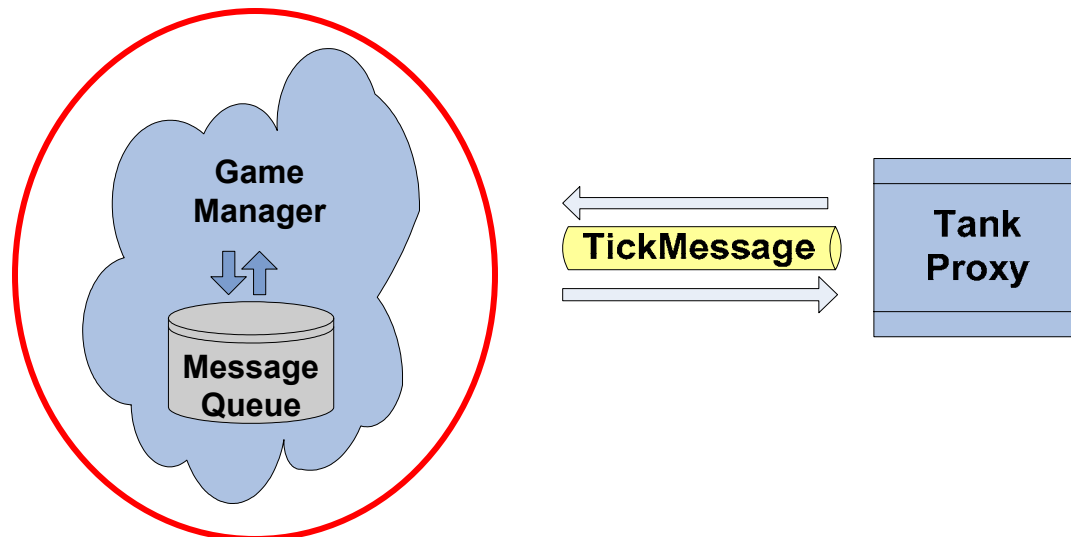 Game
Manager
Message
Queue
TickMessage
Tank
Proxy